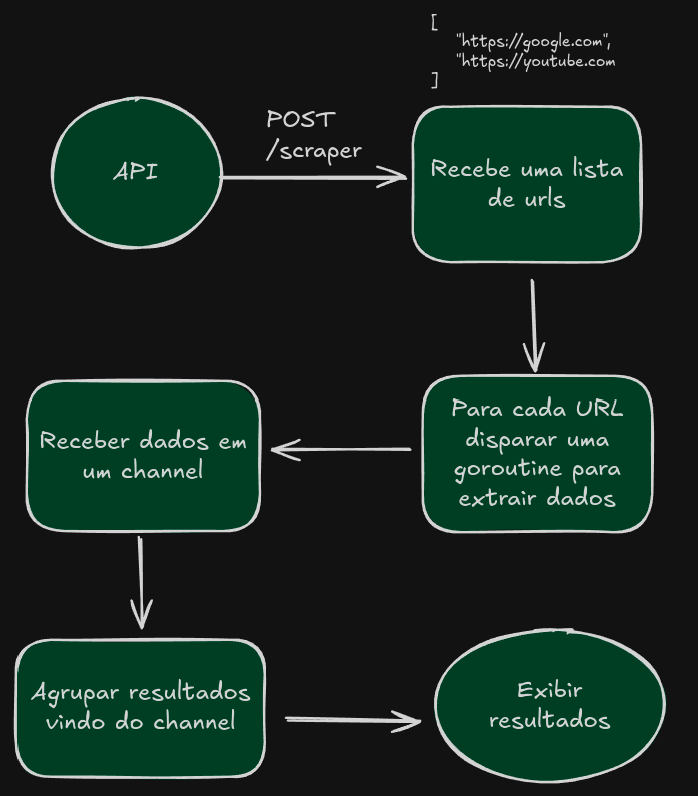 [
"https://google.com",
"https://youtube.com
]
POST
/scraper
API
Recebe uma lista
de urls
Para cada URL
disparar uma
goroutine para
extrair dados
Receber dados em
um channel
Agrupar resultados
vindo do channel
Exibir
resultados